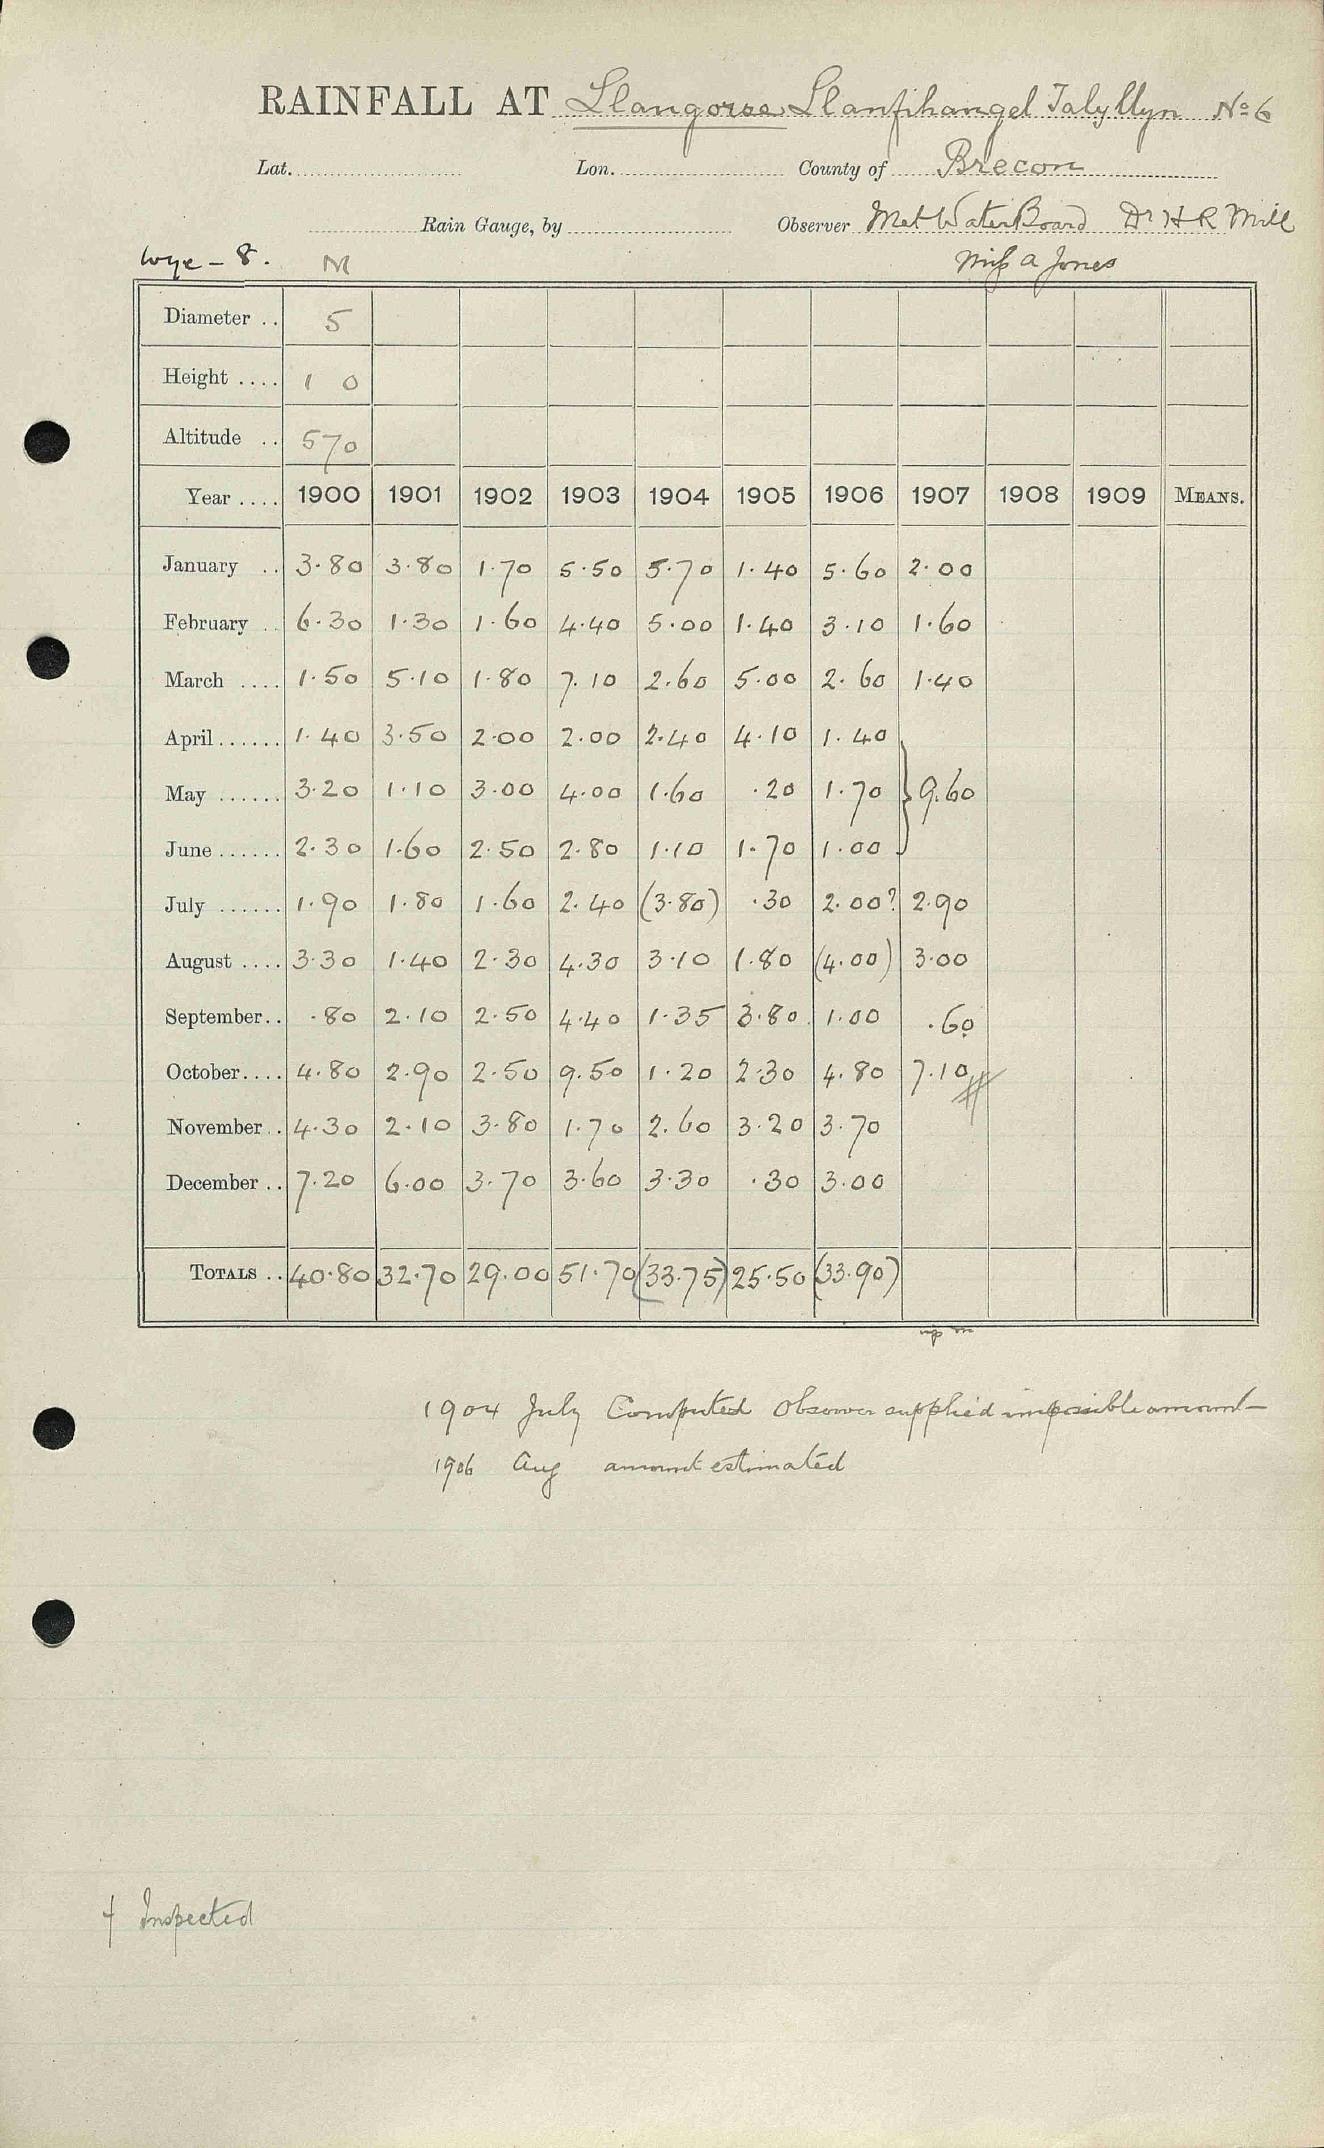 RAINFALL AT Llangorse Llanfihangel Talyllyn No 6
Lat. Lon. County of Brecon
Rain Gauge, by Observer Met Water Board Dr H R Mill
Wye - 8. M Miss A Jones
Diameter .. 5
Height .... 1 0
Altitude .. 570
Year .... 1900 1901 1902 1903 1904 1905 1906 1907 1908 1909 MEANS.
January .. 3.80 3.80 1.70 5.50 5.70 1.40 5.60 2.00
February .. 6.30 1.30 1.60 4.40 5.00 1.40 3.10 1.60
March .... 1.50 5.10 1.80 7.10 2.60 5.00 2.60 1.40
April ...... 1.40 3.50 2.00 2.00 2.40 4.10 1.40
May ...... 3.20 1.10 3.00 4.00 1.60 .20 1.70 } 9.60
June ...... 2.30 1.60 2.50 2.80 1.10 1.70 1.00
July ...... 1.90 1.80 1.60 2.40 (3.80) .30 2.00? 2.90
August .... 3.30 1.40 2.30 4.30 3.10 1.80 (4.00) 3.00
September .. .80 2.10 2.50 4.40 1.35 3.80 1.00 .60
October .... 4.80 2.90 2.50 9.50 1.20 2.30 4.80 7.10
November .. 4.30 2.10 3.80 1.70 2.60 3.20 3.70
December .. 7.20 6.00 3.70 3.60 3.30 .30 3.00
TOTALS .. 40.80 32.70 29.00 51.70 (33.75) 25.50 (33.90)
1904 July Computed Observer supplied impossible amount
1906 Aug amount estimated
Inspected